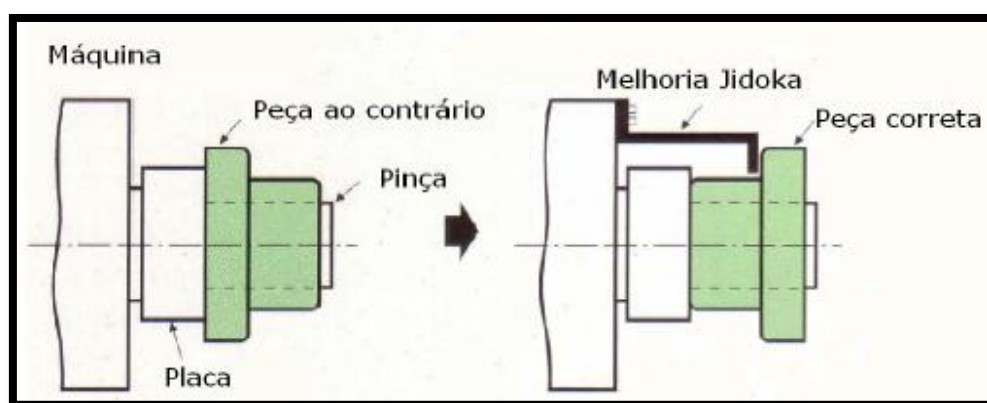 Máquina
Peça ao contrário
Pinça
Placa
Melhoria Jidoka
Peça correta